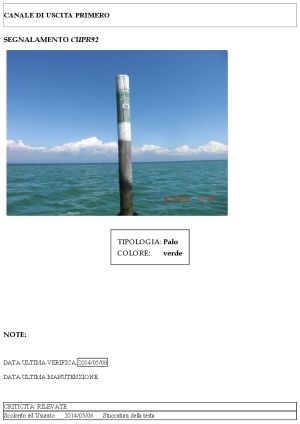 CANALE DI USCITA PRIMERO
SEGNALAMENTO CUPR92
TIPOLOGIA: Palo
COLORE: verde
NOTE:
DATA ULTIMA VERIFICA 2014/05/08
DATA ULTIMA MANUTENZIONE
CRITICITA' RILEVATE
Scolorito ed Usurato 2014/05/08 Stuccatura della testa